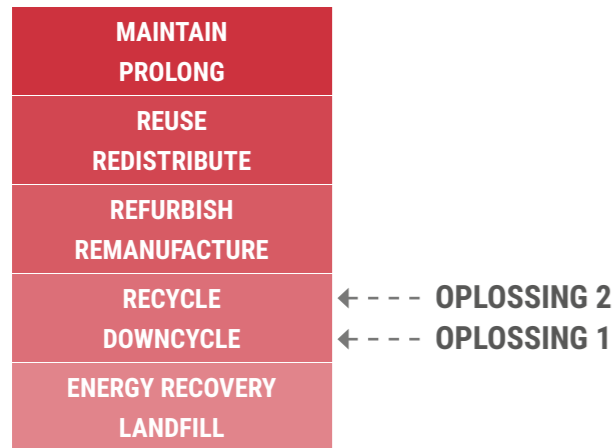 MAINTAIN
PROLONG
REUSE
REDISTRIBUTE
REFURBISH
REMANUFACTURE
RECYCLE
OPLOSSING 2
DOWNCYCLE
OPLOSSING 1
ENERGY RECOVERY
LANDFILL